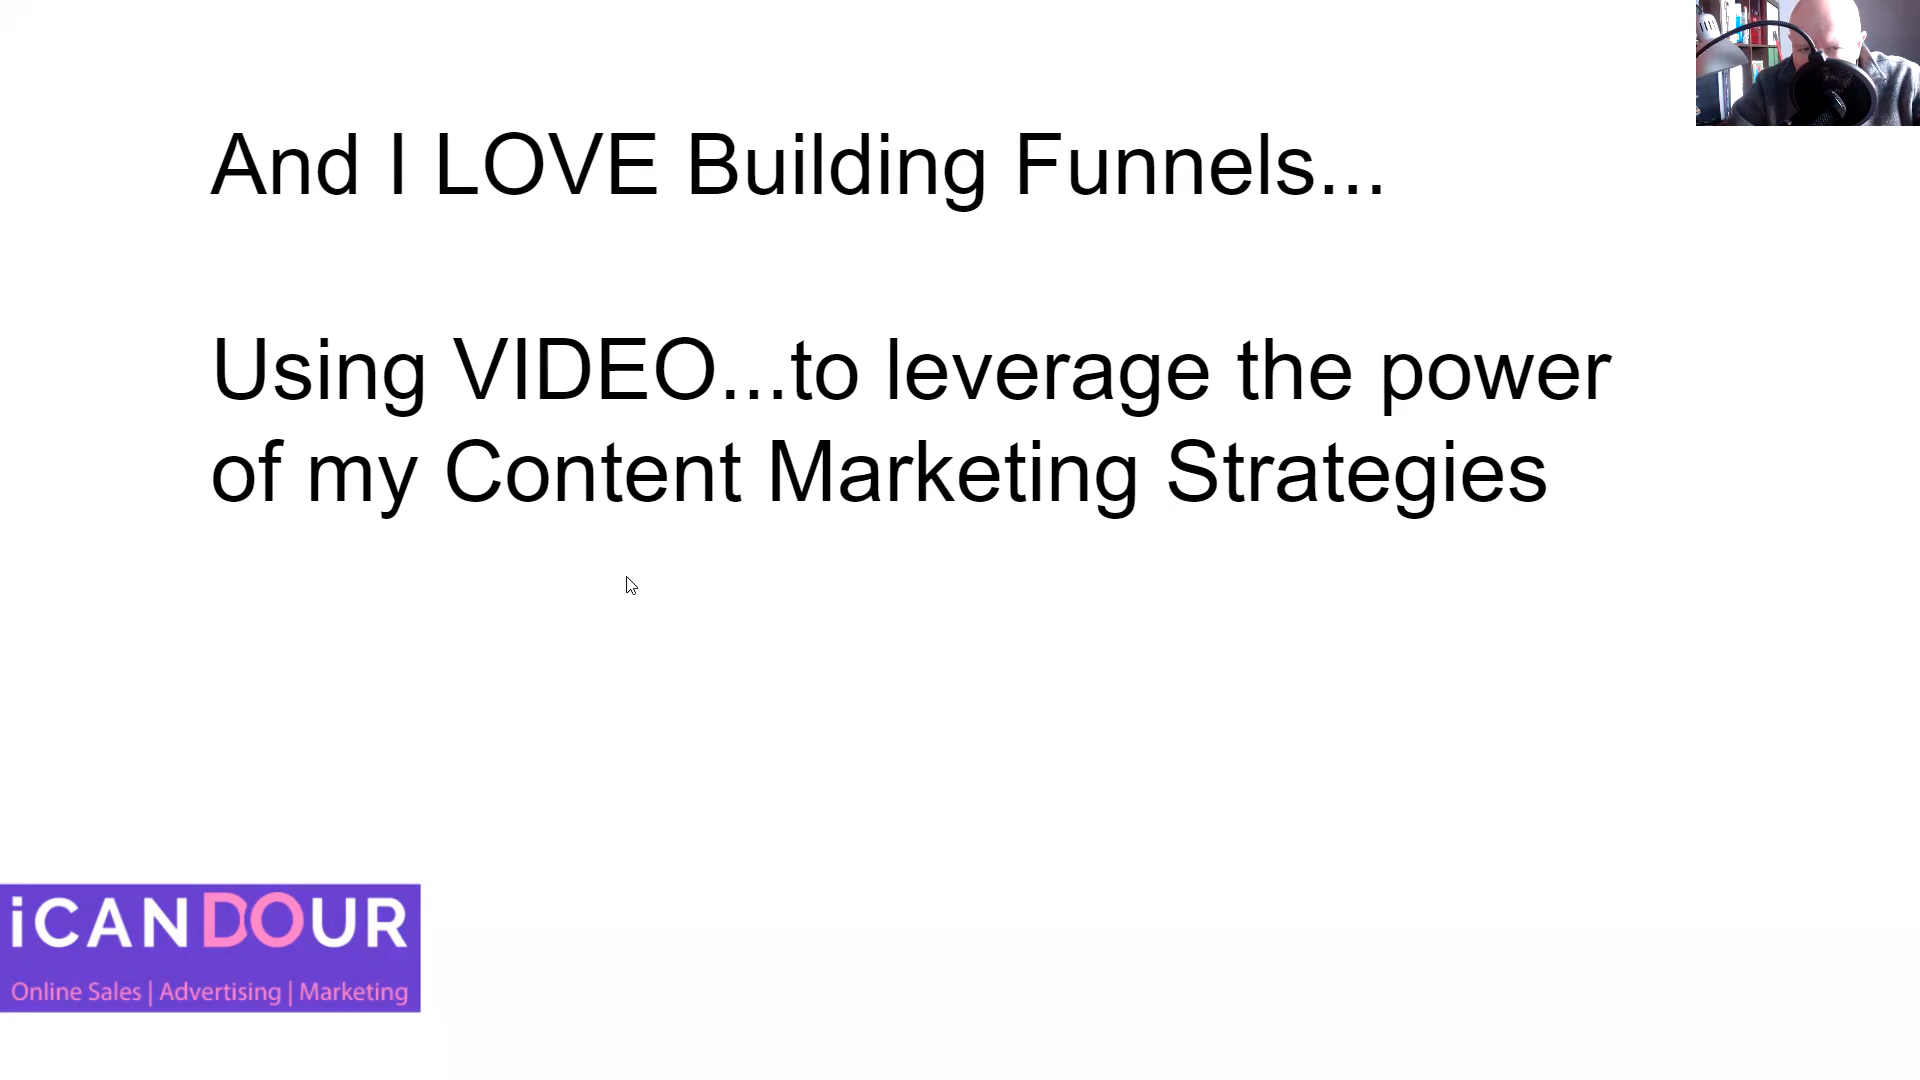 And I LOVE Building Funnels...
Using VIDEO...to leverage the power
of my Content Marketing Strategies
iCANDOUR
Online Sales | Advertising | Marketing